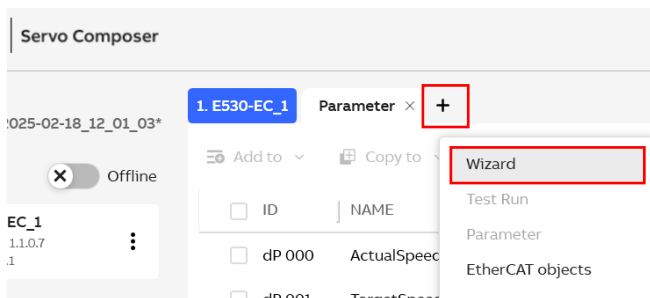 Servo Composer
1. E530-EC_1 Parameter × +
025-02-18_12_01_03*
Add to Copy to
Wizard
Offline
Test Run
ID NAME
EC_1
Parameter
1.1.0.7
.1
dP 000 ActualSpeed
EtherCAT objects